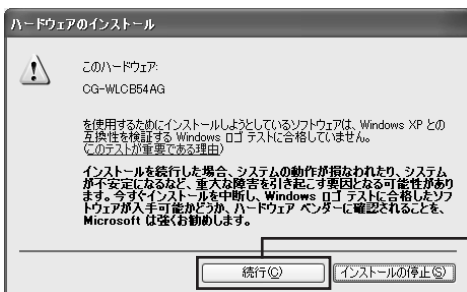 ハードウェアのインストール
このハードウェア:
CG-WLCB54AG
を使用するためにインストールしようとしているソフトウェアは、Windows XP との
互換性を検証する Windows ロゴ テストに合格していません。
(このテストが重要である理由)
インストールを続行した場合、システムの動作が損なわれたり、システム
が不安定になるなど、重大な障害を引き起こす要因となる可能性があり
ます。今すぐインストールを中断し、Windows ロゴ テストに合格したソフ
トウェアが入手可能かどうか、ハードウェア ベンダーに確認されることを、
Microsoft は強くお勧めします。
続行(C)
インストールの停止(S)